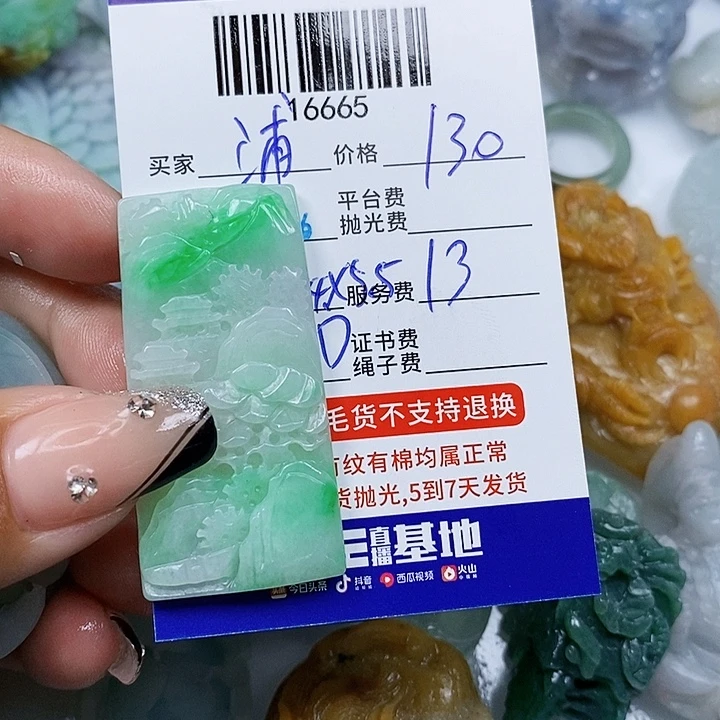 16665
买家 浦 价格 130
平台费
抛光费
×55 服务费 13
证书费
绳子费
毛货不支持退换
纹有棉均属正常
货抛光,5到7天发货
直播基地
今日头条 抖音 西瓜视频 火山